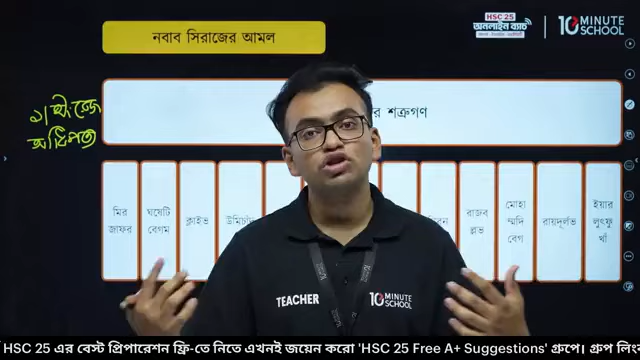 নবাব সিরাজের আমল
HSC 25
অনলাইন ব্যাচ
10 MINUTE SCHOOL
১/ ইংরেজ
আধিপত্য
র শত্রুগণ
মির জাফর
ঘষেটি বেগম
ক্লাইভ
উমিচাঁদ
রাজব ল্লভ
মোহা ম্মদি বেগ
রায়দূর্লভ
ইয়ার লুৎফু খাঁ
TEACHER
10 MINUTE SCHOOL
HSC 25 এর বেস্ট প্রিপারেশন ফ্রি-তে নিতে এখনই জয়েন করো 'HSC 25 Free A+ Suggestions' গ্রুপে। গ্রুপ লিংক